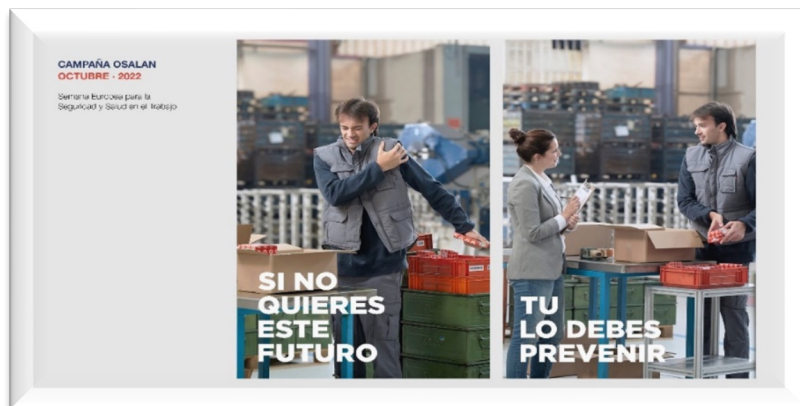 CAMPAÑA OSALAN
OCTUBRE - 2022
Semana Europea para la
Seguridad y Salud en el Trabajo
SI NO
QUIERES
ESTE
FUTURO
TU
LO DEBES
PREVENIR